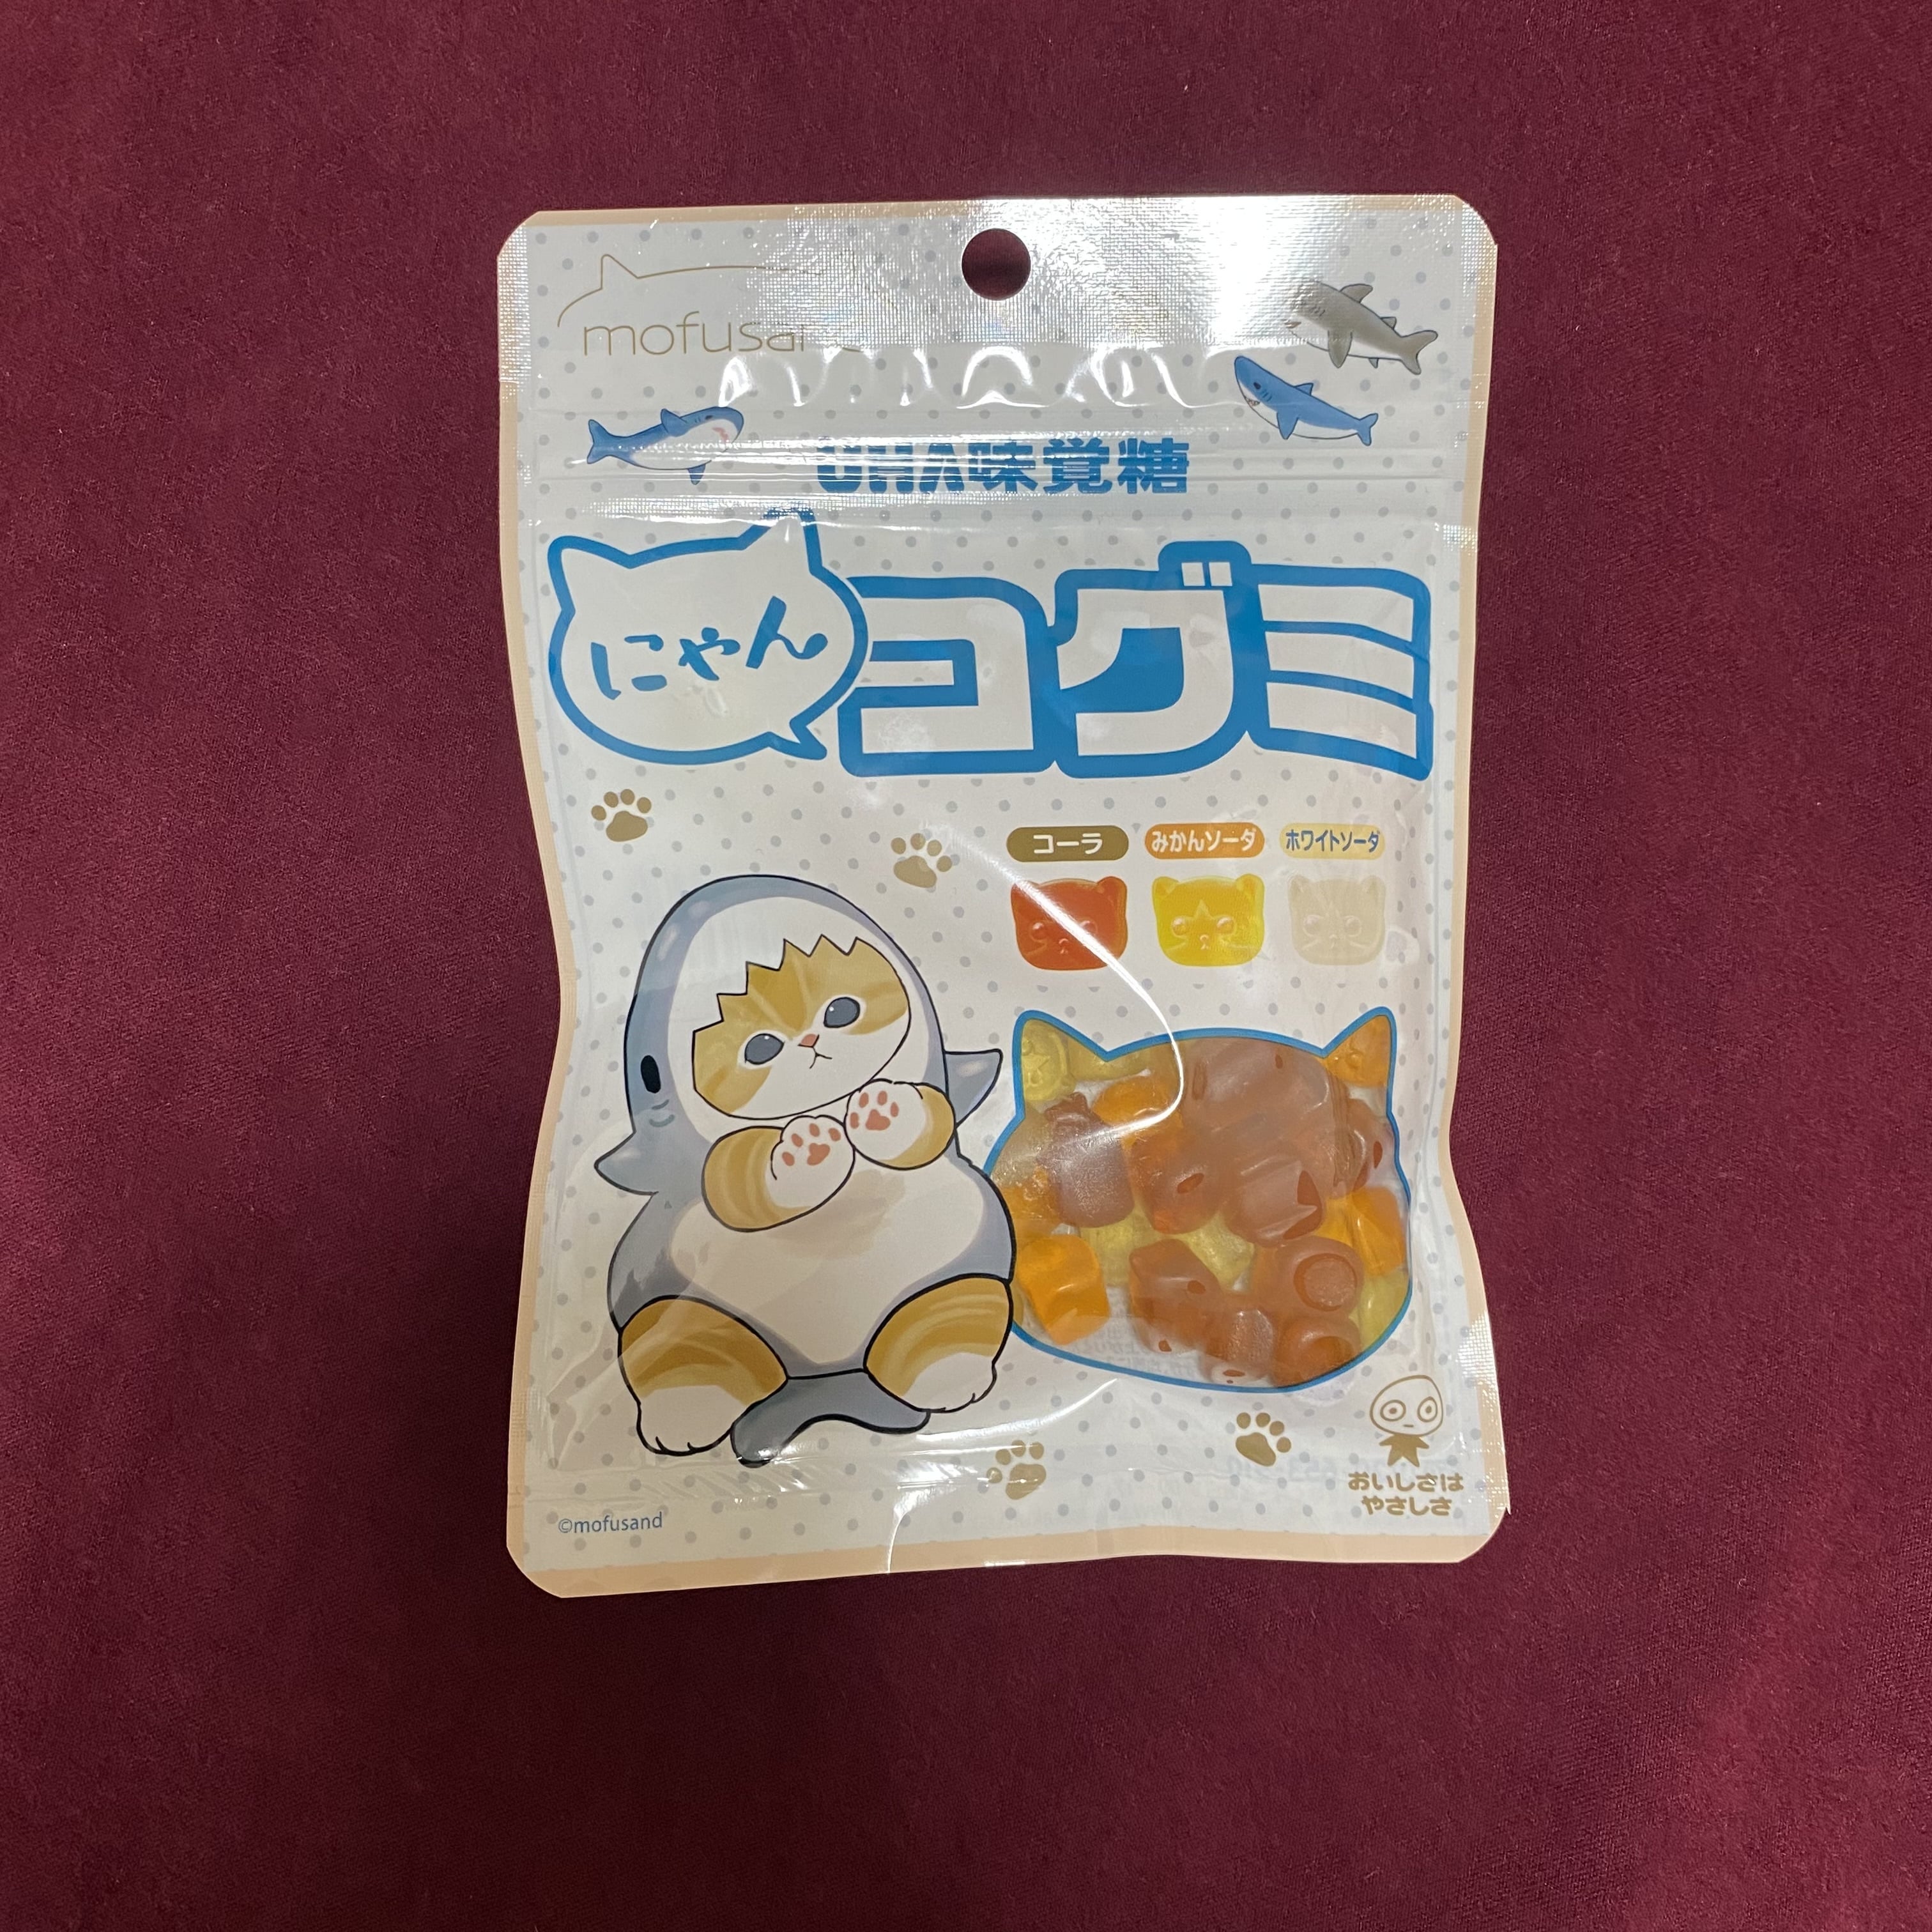 mofusand
UHA味覚糖
にゃん
コグミ
コーラ
みかんソーダ
ホワイトソーダ
おいしさは
やさしさ
©mofusand